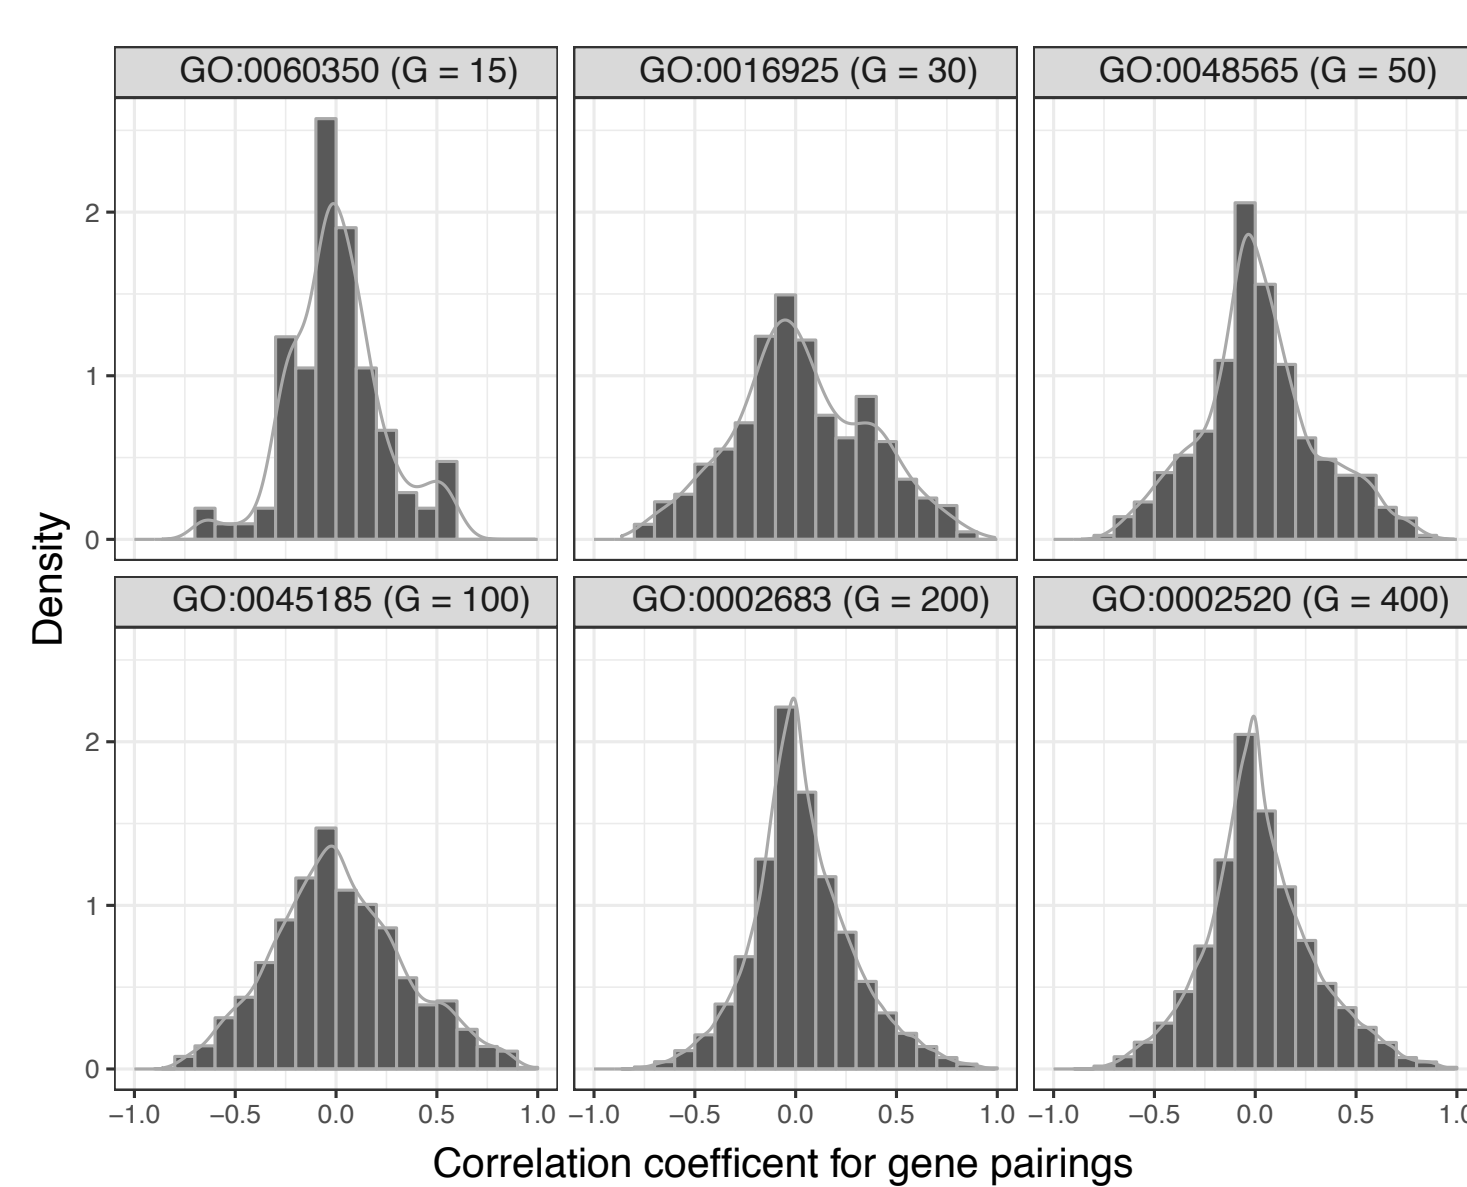 GO:0060350 (G = 15)
GO:0016925 (G = 30)
GO:0048565 (G = 50)
2
1
0
Density
GO:0045185 (G = 100)
GO:0002683 (G = 200)
GO:0002520 (G = 400)
2
1
0
−1.0 −0.5 0.0 0.5 1.0
−1.0 −0.5 0.0 0.5 1.0
−1.0 −0.5 0.0 0.5 1.0
Correlation coefficent for gene pairings